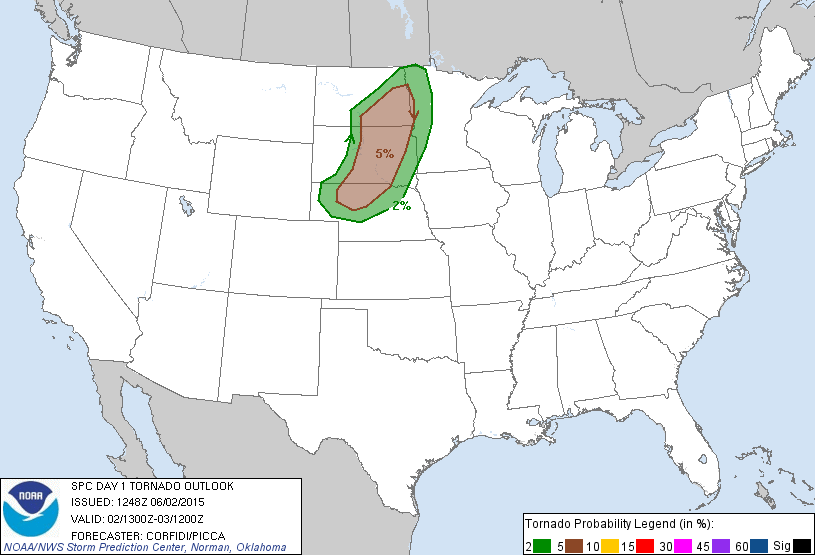 5%
2%
NOAA
SPC DAY 1 TORNADO OUTLOOK
ISSUED: 1248Z 06/02/2015
VALID: 02/1300Z-03/1200Z
FORECASTER: CORFIDI/PICCA
NOAA/NWS Storm Prediction Center, Norman, Oklahoma
Tornado Probability Legend (in %):
2 5 10 15 30 45 60 Sig